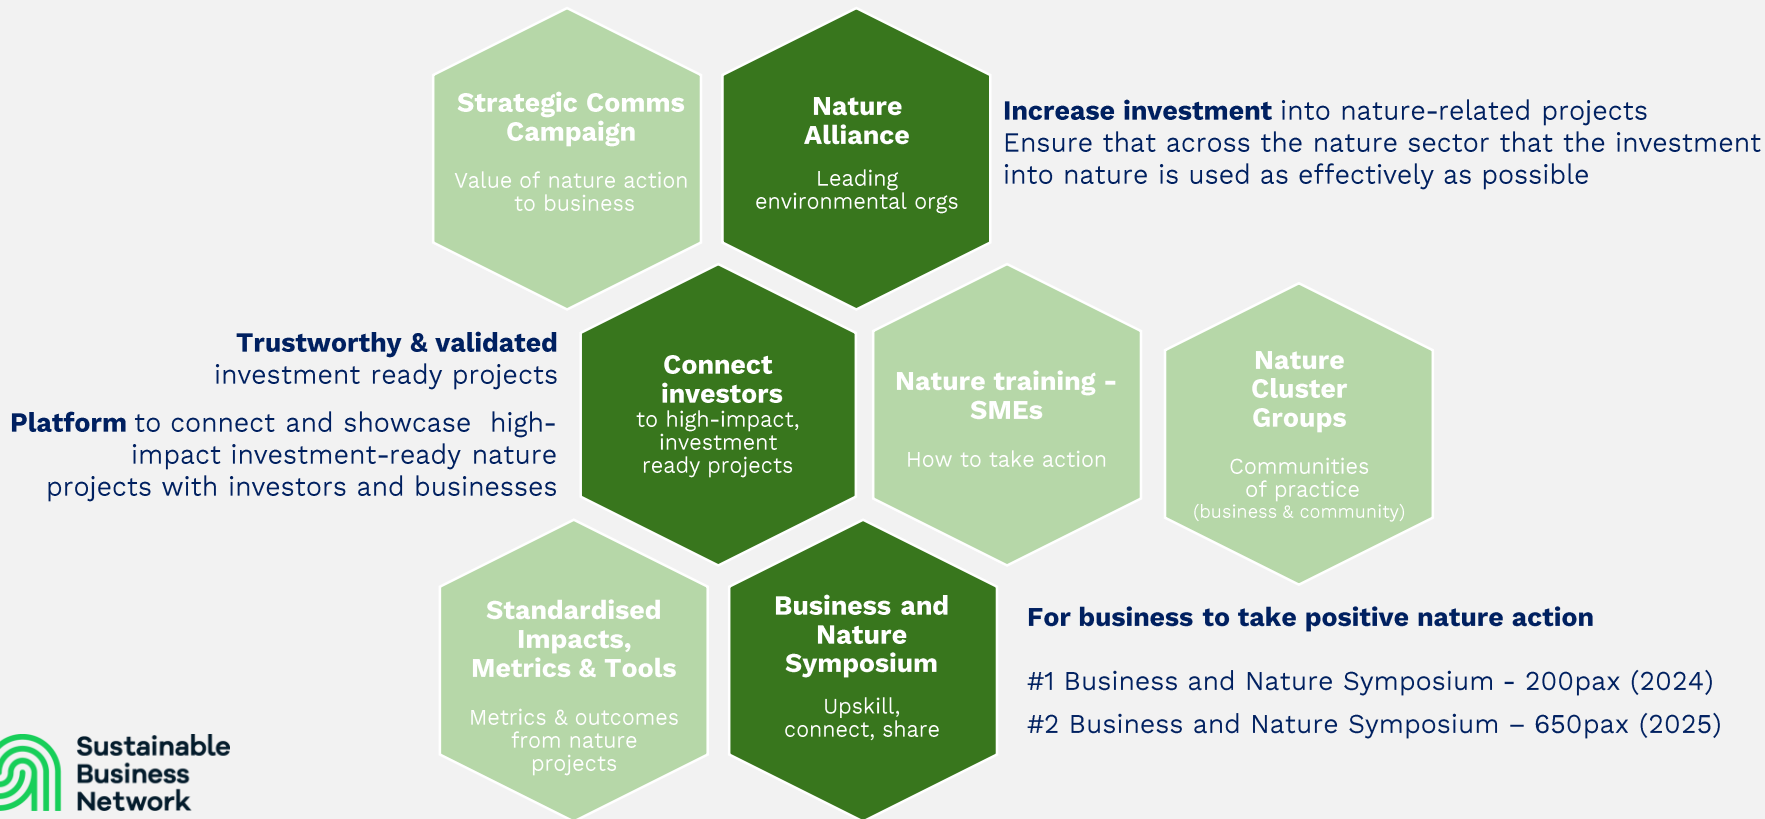 Strategic Comms
Campaign
Value of nature action
to business
Nature
Alliance
Leading
environmental orgs
Increase investment into nature-related projects
Ensure that across the nature sector that the investment
into nature is used as effectively as possible
Trustworthy & validated
investment ready projects
Platform to connect and showcase high-
impact investment-ready nature
projects with investors and businesses
Connect
investors
to high-impact,
investment
ready projects
Nature training -
SMEs
How to take action
Nature
Cluster
Groups
Communities
of practice
(business & community)
Standardised
Impacts,
Metrics & Tools
Metrics & outcomes
from nature
projects
Business and
Nature
Symposium
Upskill,
connect, share
For business to take positive nature action
#1 Business and Nature Symposium - 200pax (2024)
#2 Business and Nature Symposium – 650pax (2025)
Sustainable
Business
Network